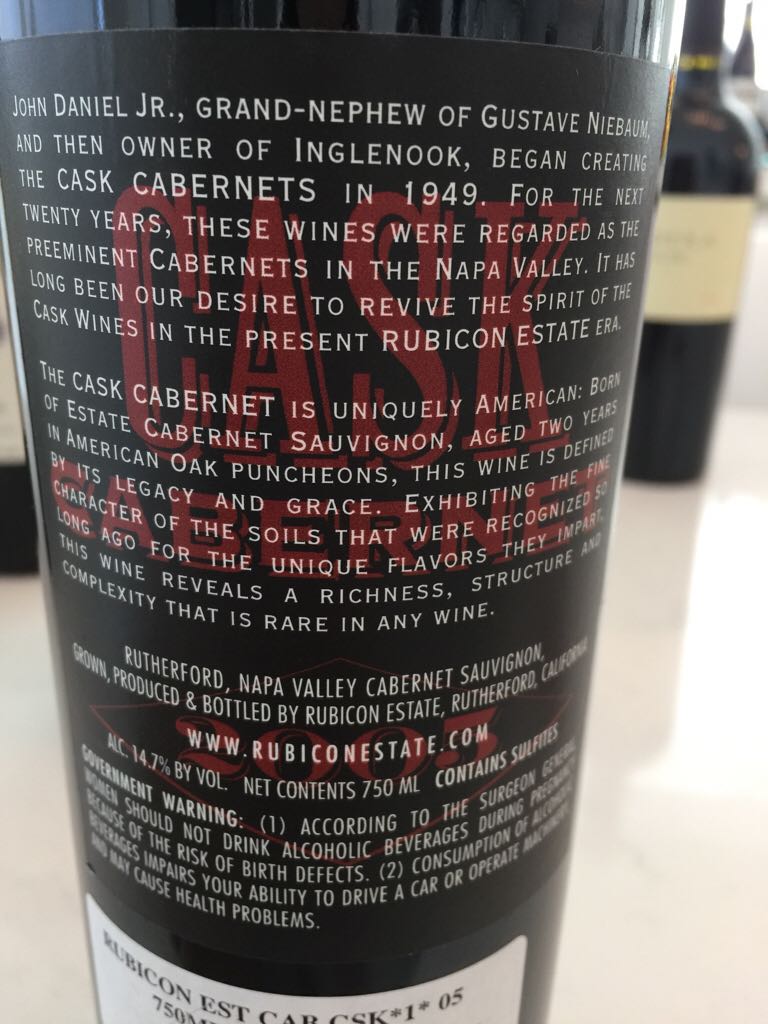 JOHN DANIEL JR., GRAND-NEPHEW OF GUSTAVE NIEBAUM,
AND THEN OWNER OF INGLENOOK, BEGAN CREATING
THE CASK CABERNETS IN 1949. FOR THE NEXT
TWENTY YEARS, THESE WINES WERE REGARDED AS THE
PREEMINENT CABERNETS IN THE NAPA VALLEY. IT HAS
LONG BEEN OUR DESIRE TO REVIVE THE SPIRIT OF THE
CASK WINES IN THE PRESENT RUBICON ESTATE ERA.
CASK
THE CASK CABERNET IS UNIQUELY AMERICAN: BORN
OF ESTATE CABERNET SAUVIGNON, AGED TWO YEARS
IN AMERICAN OAK PUNCHEONS, THIS WINE IS DEFINED
BY ITS LEGACY AND GRACE. EXHIBITING THE FINE
CHARACTER OF THE SOILS THAT WERE RECOGNIZED SO
LONG AGO FOR THE UNIQUE FLAVORS THEY IMPART,
THIS WINE REVEALS A RICHNESS, STRUCTURE AND
COMPLEXITY THAT IS RARE IN ANY WINE.
CABERNE
RUTHERFORD, NAPA VALLEY CABERNET SAUVIGNON,
GROWN, PRODUCED & BOTTLED BY RUBICON ESTATE, RUTHERFORD, CALIFORNIA
WWW.RUBICONESTATE.COM
2005
ALC. 14.7% BY VOL. NET CONTENTS 750 ML CONTAINS SULFITES
GOVERNMENT WARNING: (1) ACCORDING TO THE SURGEON GENERAL
WOMEN SHOULD NOT DRINK ALCOHOLIC BEVERAGES DURING PREGNANCY
BECAUSE OF THE RISK OF BIRTH DEFECTS. (2) CONSUMPTION OF ALCOHOLIC
BEVERAGES IMPAIRS YOUR ABILITY TO DRIVE A CAR OR OPERATE MACHINERY
AND MAY CAUSE HEALTH PROBLEMS.
RUBICON EST CAB CSK*1* 05